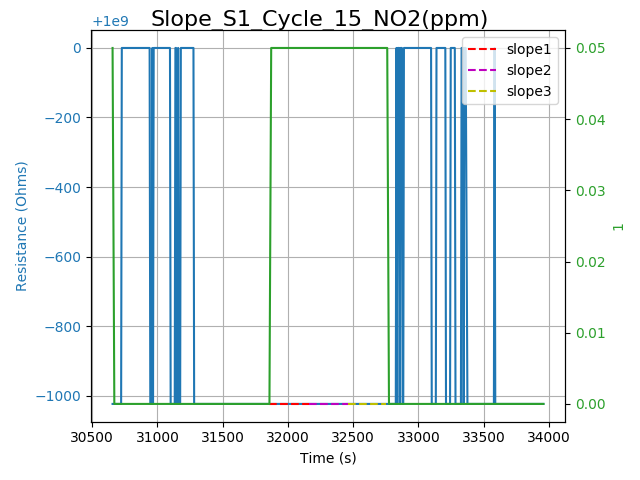 Slope_S1_Cycle_15_NO2(ppm)
+1e9
0
−200
−400
−600
−800
−1000
Resistance (Ohms)
30500 31000 31500 32000 32500 33000 33500 34000
Time (s)
0.05
0.04
0.03
0.02
0.01
0.00
1
slope1
slope2
slope3